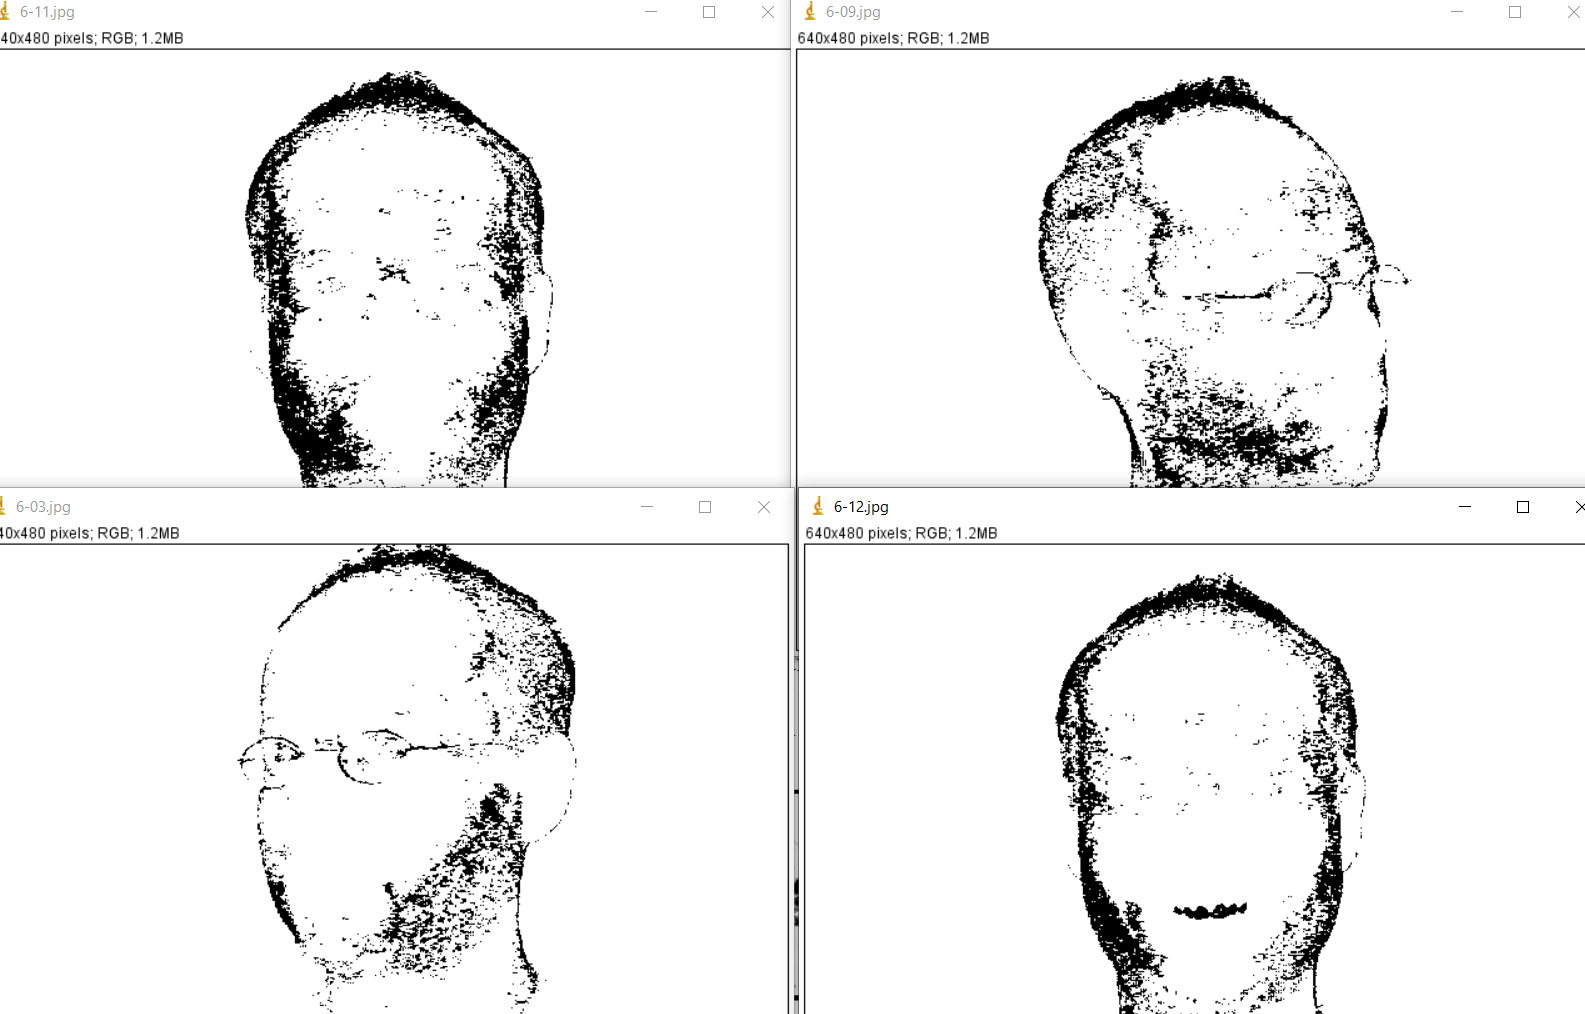 6-11.jpg
40x480 pixels; RGB; 1.2MB
6-09.jpg
640x480 pixels; RGB; 1.2MB
6-03.jpg
40x480 pixels; RGB; 1.2MB
6-12.jpg
640x480 pixels; RGB; 1.2MB